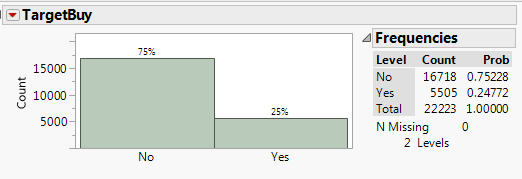 TargetBuy
75%
25%
15000
10000
5000
Count
No Yes
Frequencies
Level Count Prob
No 16718 0.75228
Yes 5505 0.24772
Total 22223 1.00000
N Missing 0
2 Levels